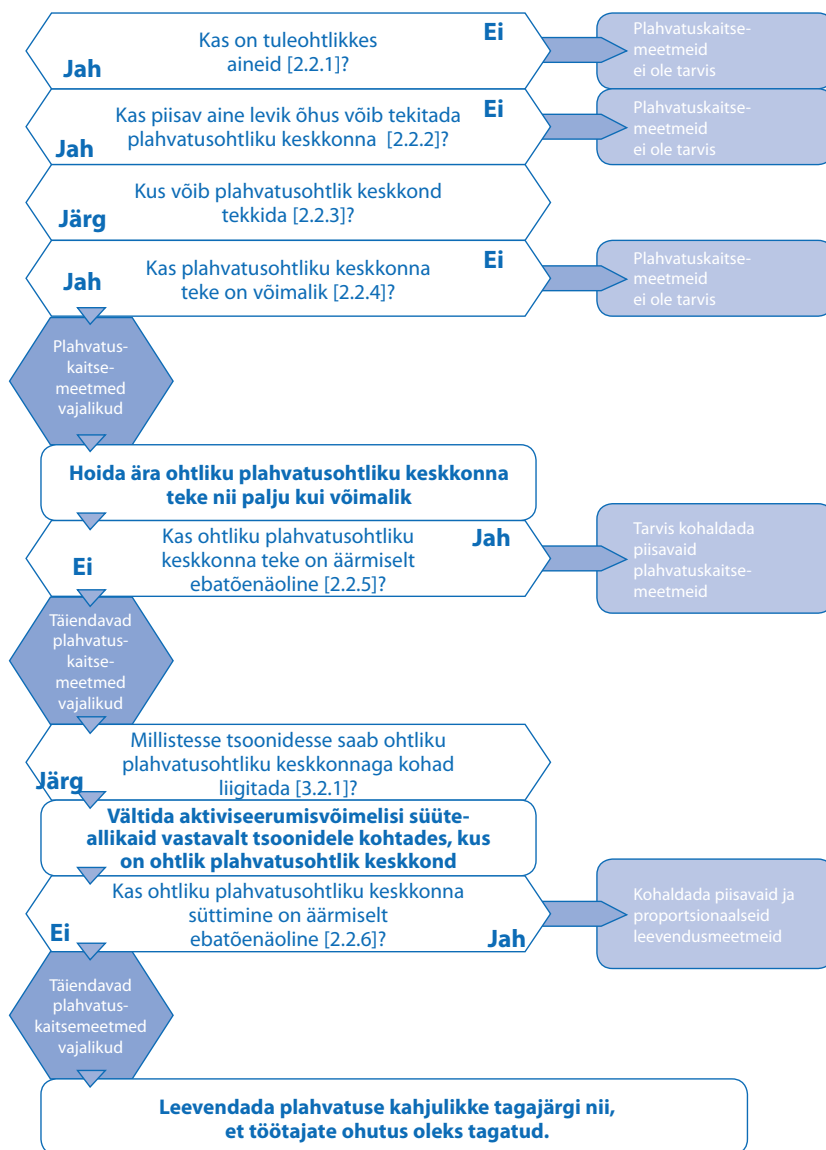 Kas on tuleohtlikkes
aineid [2.2.1]?
Jah
Ei
Plahvatuskaitse-
meetmeid
ei ole tarvis
Kas piisav aine levik õhus võib tekitada
plahvatusohtliku keskkonna [2.2.2]?
Jah
Ei
Plahvatuskaitse-
meetmeid
ei ole tarvis
Kus võib plahvatusohtlik keskkond
tekkida [2.2.3]?
Järg
Kas plahvatusohtliku keskkonna
teke on võimalik [2.2.4]?
Jah
Ei
Plahvatuskaitse-
meetmeid
ei ole tarvis
Plahvatus-
kaitse-
meetmed
vajalikud
Hoida ära ohtliku plahvatusohtliku keskkonna
teke nii palju kui võimalik
Kas ohtliku plahvatusohtliku
keskkonna teke on äärmiselt
ebatõenäoline [2.2.5]?
Ei
Jah
Tarvis kohaldada
piisavaid
plahvatuskaitse-
meetmeid
Täiendavad
plahvatus-
kaitse-
meetmed
vajalikud
Millistesse tsoonidesse saab ohtliku
plahvatusohtliku keskkonnaga kohad
liigitada [3.2.1]?
Järg
Vältida aktiviseerumisvõimelisi süüte-
allikaid vastavalt tsoonidele kohtades, kus
on ohtlik plahvatusohtlik keskkond
Kas ohtliku plahvatusohtliku keskkonna
süttimine on äärmiselt
ebatõenäoline [2.2.6]?
Ei
Jah
Kohaldada piisavaid ja
proportsionaalseid
leevendusmeetmeid
Täiendavad
plahvatus-
kaitsemeetmed
vajalikud
Leevendada plahvatuse kahjulikke tagajärgi nii,
et töötajate ohutus oleks tagatud.